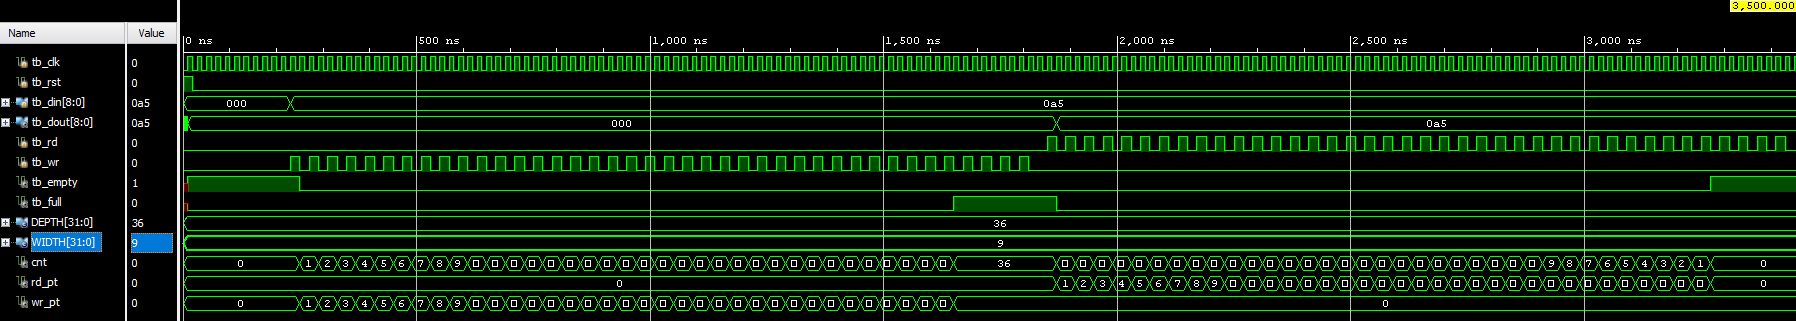 3,500.000
Name Value
0 ns 500 ns 1,000 ns 1,500 ns 2,000 ns 2,500 ns 3,000 ns
tb_clk 0
tb_rst 0
tb_din[8:0] 0a5 000 0a5
tb_dout[8:0] 0a5 000 0a5
tb_rd 0
tb_wr 0
tb_empty 1
tb_full 0
DEPTH[31:0] 36 36
WIDTH[31:0] 9 9
cnt 0 0 1 2 3 4 5 6 7 8 9 36 9 8 7 6 5 4 3 2 1 0
rd_pt 0 0 1 2 3 4 5 6 7 8 9 0
wr_pt 0 0 1 2 3 4 5 6 7 8 9 0